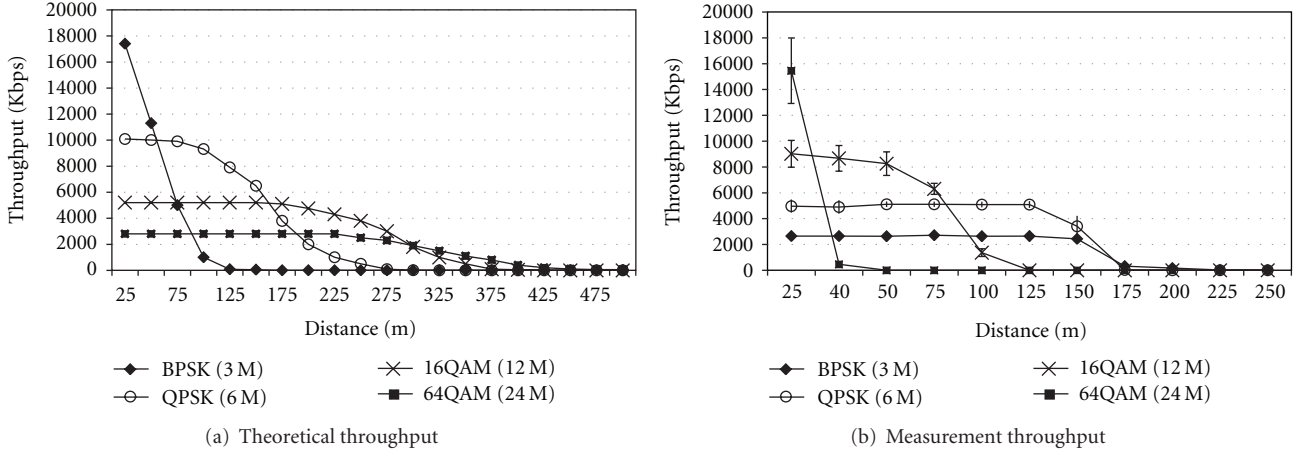 Throughput (Kbps)
20000
18000
16000
14000
12000
10000
8000
6000
4000
2000
0
25 75 125 175 225 275 325 375 425 475
Distance (m)
BPSK (3 M)
QPSK (6 M)
16QAM (12 M)
64QAM (24 M)
(a) Theoretical throughput
Throughput (Kbps)
20000
18000
16000
14000
12000
10000
8000
6000
4000
2000
0
25 40 50 75 100 125 150 175 200 225 250
Distance (m)
BPSK (3 M)
QPSK (6 M)
16QAM (12 M)
64QAM (24 M)
(b) Measurement throughput